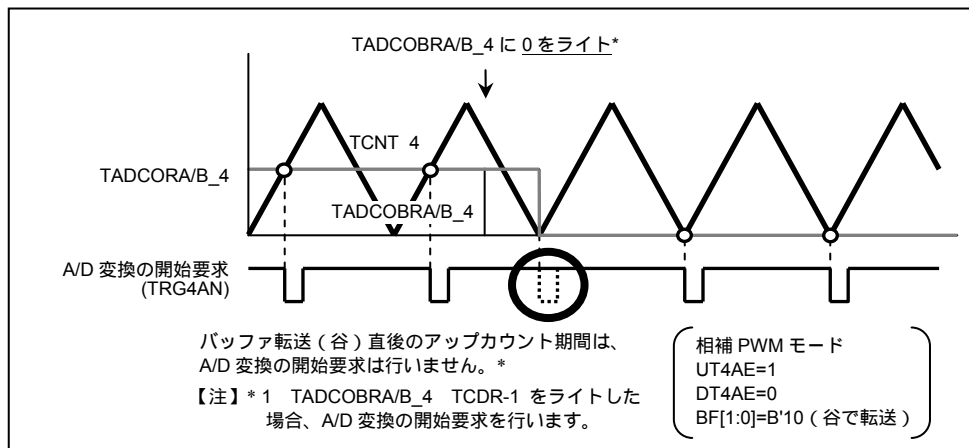 TADCOBRA/B_4 に 0 をライト*
TCNT 4
TADCORA/B_4
TADCOBRA/B_4
A/D 変換の開始要求
(TRG4AN)
バッファ転送(谷)直後のアップカウント期間は、
A/D 変換の開始要求は行いません。*
【注】* 1 TADCOBRA/B_4 TCDR-1 をライトした
場合、A/D 変換の開始要求を行います。
相補 PWM モード
UT4AE=1
DT4AE=0
BF[1:0]=B'10(谷で転送)